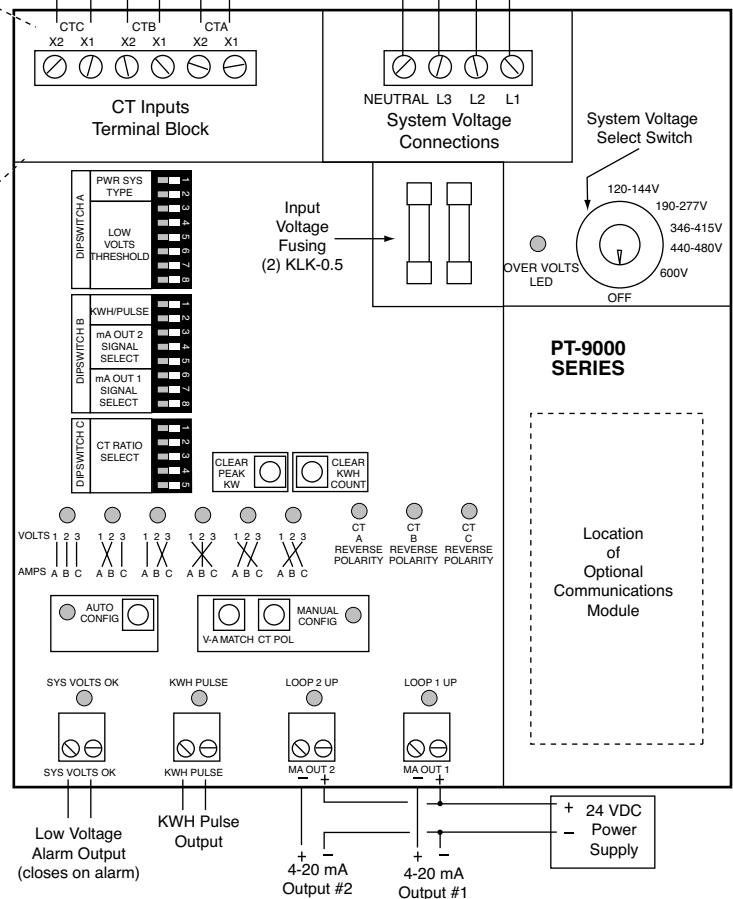 CTC CTB CTA
X2 X1 X2 X1 X2 X1
CT Inputs
Terminal Block
NEUTRAL L3 L2 L1
System Voltage
Connections
System Voltage
Select Switch
120-144V
190-277V
346-415V
440-480V
600V
OFF
OVER VOLTS
LED
Input
Voltage
Fusing
(2) KLK-0.5
DIPSWITCH A
PWR SYS
TYPE
LOW
VOLTS
THRESHOLD
1 2 3 4 5 6 7 8
DIPSWITCH B
KWH/PULSE
mA OUT 2
SIGNAL
SELECT
mA OUT 1
SIGNAL
SELECT
1 2 3 4 5 6 7 8
DIPSWITCH C
CT RATIO
SELECT
1 2 3 4 5
PT-9000
SERIES
CLEAR
PEAK
KW
CLEAR
KWH
COUNT
VOLTS 1 2 3 1 2 3 1 2 3 1 2 3 1 2 3 1 2 3
AMPS A B C A B C A B C A B C A B C A B C
CT
A
REVERSE
POLARITY
CT
B
REVERSE
POLARITY
CT
C
REVERSE
POLARITY
Location
of
Optional
Communications
Module
AUTO
CONFIG
V-A MATCH CT POL
MANUAL
CONFIG
SYS VOLTS OK
KWH PULSE
LOOP 2 UP
LOOP 1 UP
SYS VOLTS OK
KWH PULSE
MA OUT 2
MA OUT 1
− +
− +
Low Voltage
Alarm Output
(closes on alarm)
KWH Pulse
Output
+ −
4-20 mA
Output #2
+ −
4-20 mA
Output #1
+ 24 VDC
− Power
Supply